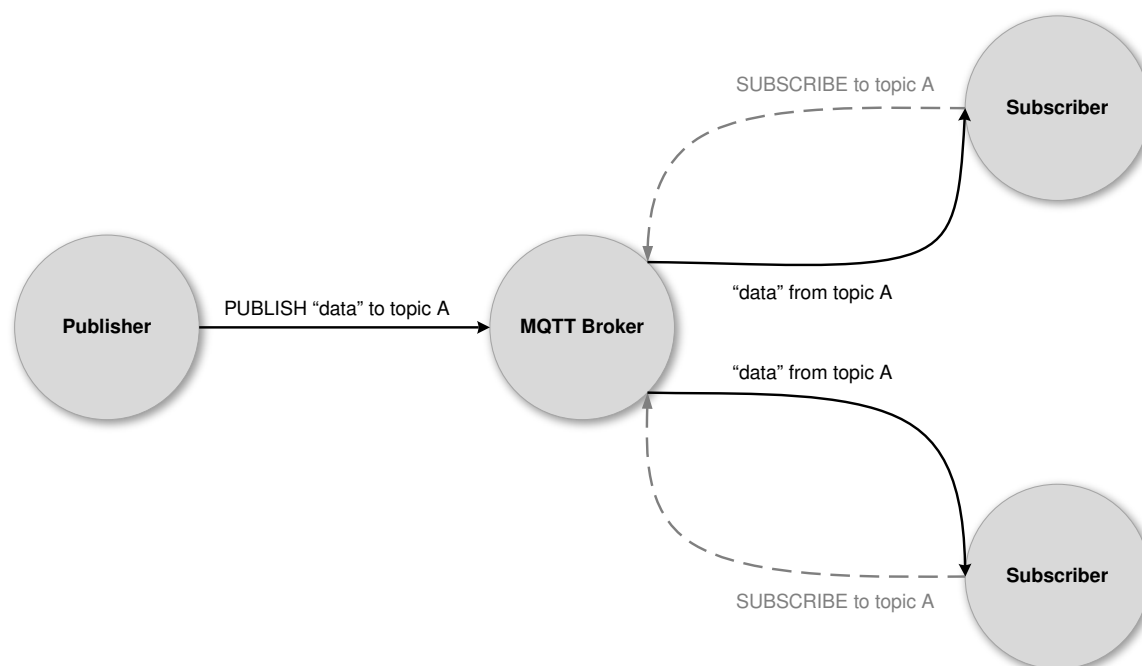 SUBSCRIBE to topic A
Subscriber
“data” from topic A
Publisher
PUBLISH “data” to topic A
MQTT Broker
“data” from topic A
Subscriber
SUBSCRIBE to topic A